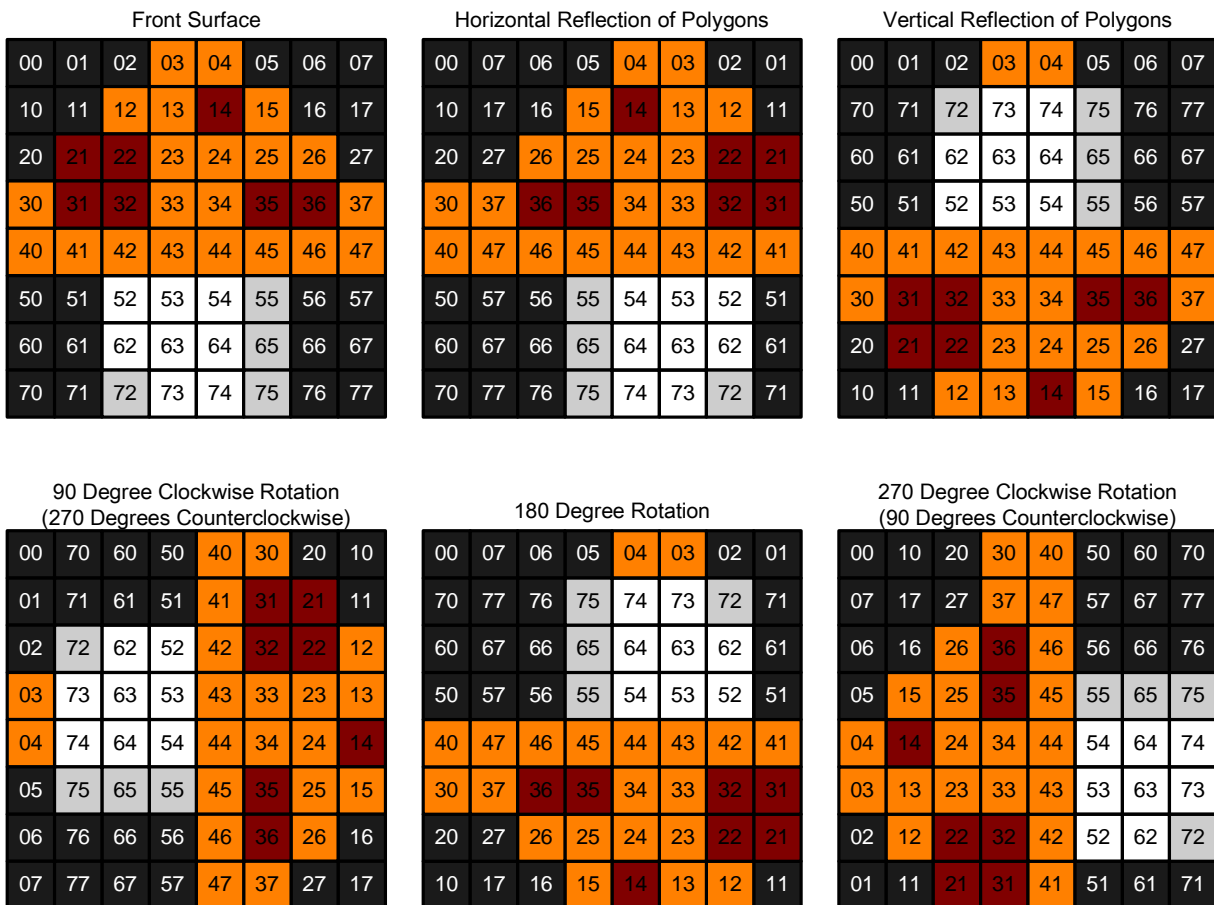 Front Surface
00 01 02 03 04 05 06 07
10 11 12 13 14 15 16 17
20 21 22 23 24 25 26 27
30 31 32 33 34 35 36 37
40 41 42 43 44 45 46 47
50 51 52 53 54 55 56 57
60 61 62 63 64 65 66 67
70 71 72 73 74 75 76 77
Horizontal Reflection of Polygons
00 07 06 05 04 03 02 01
10 17 16 15 14 13 12 11
20 27 26 25 24 23 22 21
30 37 36 35 34 33 32 31
40 47 46 45 44 43 42 41
50 57 56 55 54 53 52 51
60 67 66 65 64 63 62 61
70 77 76 75 74 73 72 71
Vertical Reflection of Polygons
00 01 02 03 04 05 06 07
70 71 72 73 74 75 76 77
60 61 62 63 64 65 66 67
50 51 52 53 54 55 56 57
40 41 42 43 44 45 46 47
30 31 32 33 34 35 36 37
20 21 22 23 24 25 26 27
10 11 12 13 14 15 16 17
90 Degree Clockwise Rotation
(270 Degrees Counterclockwise)
00 70 60 50 40 30 20 10
01 71 61 51 41 31 21 11
02 72 62 52 42 32 22 12
03 73 63 53 43 33 23 13
04 74 64 54 44 34 24 14
05 75 65 55 45 35 25 15
06 76 66 56 46 36 26 16
07 77 67 57 47 37 27 17
180 Degree Rotation
00 07 06 05 04 03 02 01
70 77 76 75 74 73 72 71
60 67 66 65 64 63 62 61
50 57 56 55 54 53 52 51
40 47 46 45 44 43 42 41
30 37 36 35 34 33 32 31
20 27 26 25 24 23 22 21
10 17 16 15 14 13 12 11
270 Degree Clockwise Rotation
(90 Degrees Counterclockwise)
00 10 20 30 40 50 60 70
07 17 27 37 47 57 67 77
06 16 26 36 46 56 66 76
05 15 25 35 45 55 65 75
04 14 24 34 44 54 64 74
03 13 23 33 43 53 63 73
02 12 22 32 42 52 62 72
01 11 21 31 41 51 61 71